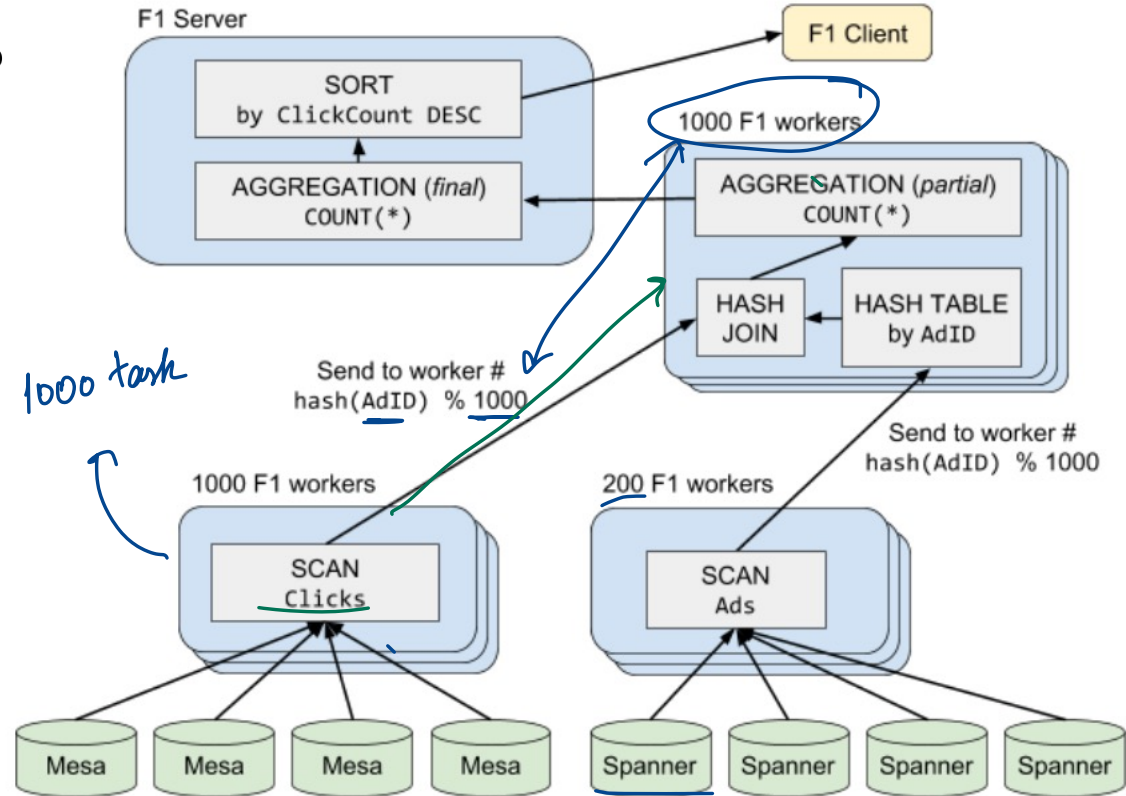 F1 Server
F1 Client
SORT
by ClickCount DESC
1000 F1 workers
AGGREGATION (final)
COUNT(*)
AGGREGATION (partial)
COUNT(*)
HASH
JOIN
HASH TABLE
by AdID
1000 task
Send to worker #
hash(AdID) % 1000
Send to worker #
hash(AdID) % 1000
1000 F1 workers
200 F1 workers
SCAN
Clicks
SCAN
Ads
Mesa
Mesa
Mesa
Mesa
Spanner
Spanner
Spanner
Spanner